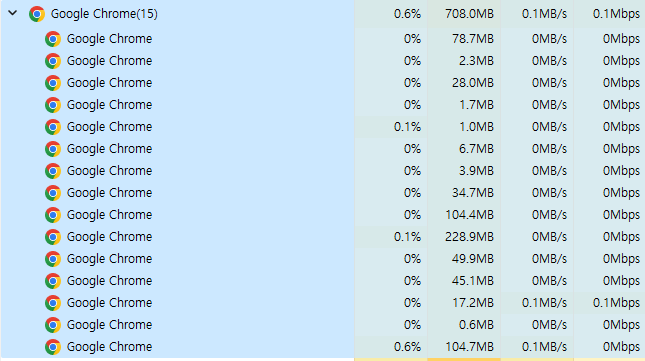 Google Chrome(15) 0.6% 708.0MB 0.1MB/s 0.1Mbps
Google Chrome 0% 78.7MB 0MB/s 0Mbps
Google Chrome 0% 2.3MB 0MB/s 0Mbps
Google Chrome 0% 28.0MB 0MB/s 0Mbps
Google Chrome 0% 1.7MB 0MB/s 0Mbps
Google Chrome 0.1% 1.0MB 0MB/s 0Mbps
Google Chrome 0% 6.7MB 0MB/s 0Mbps
Google Chrome 0% 3.9MB 0MB/s 0Mbps
Google Chrome 0% 34.7MB 0MB/s 0Mbps
Google Chrome 0% 104.4MB 0MB/s 0Mbps
Google Chrome 0.1% 228.9MB 0MB/s 0Mbps
Google Chrome 0% 49.9MB 0MB/s 0Mbps
Google Chrome 0% 45.1MB 0MB/s 0Mbps
Google Chrome 0% 17.2MB 0.1MB/s 0.1Mbps
Google Chrome 0% 0.6MB 0MB/s 0Mbps
Google Chrome 0.6% 104.7MB 0.1MB/s 0Mbps